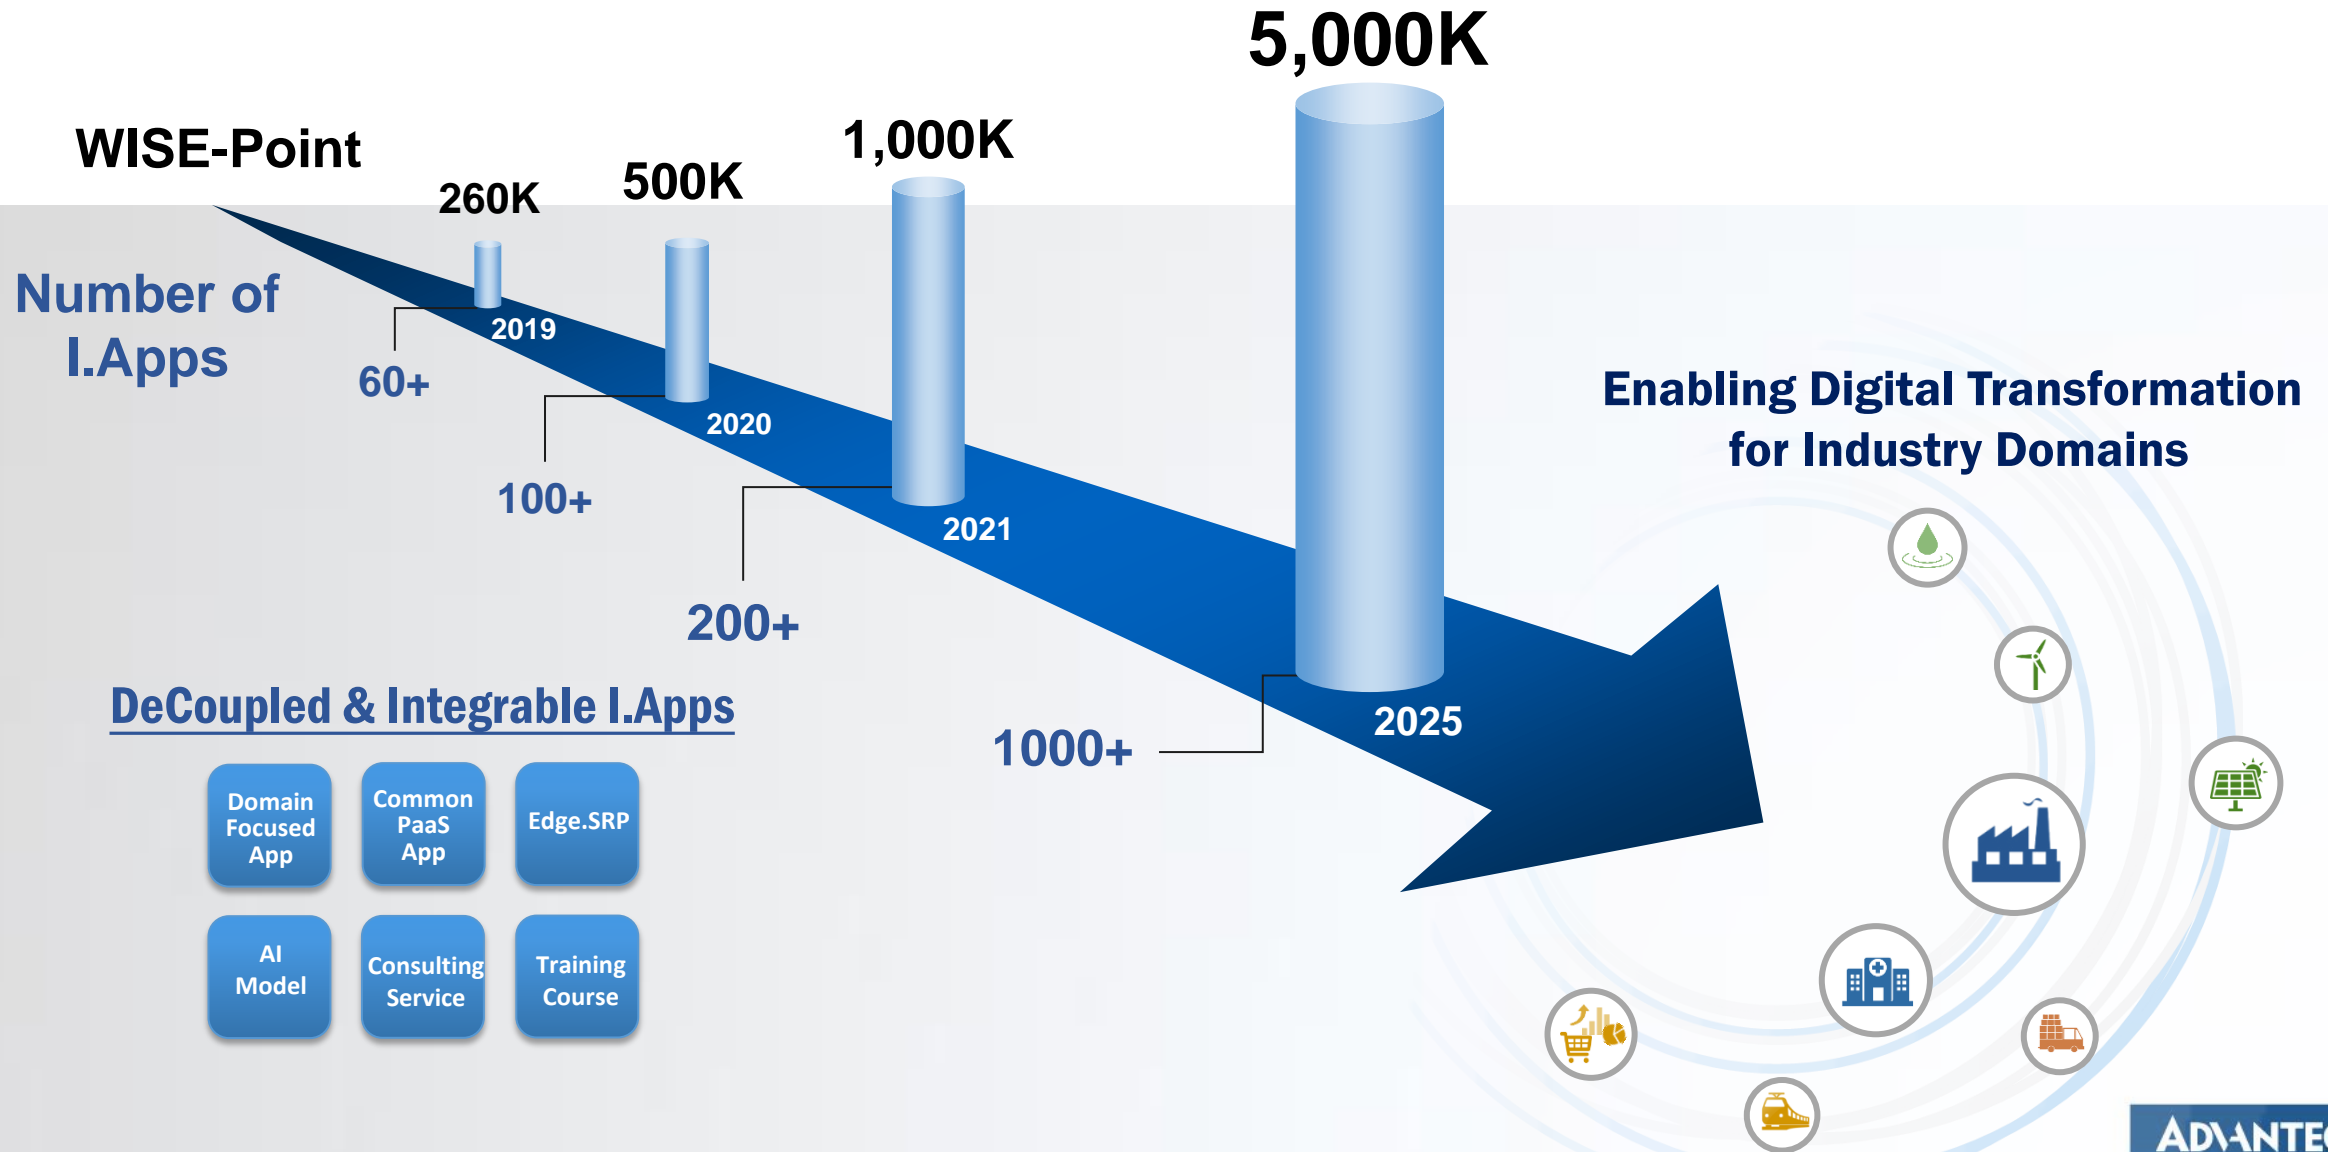 5,000K
1,000K
WISE-Point
500K
260K
Number of
I.Apps
2019
60+
2020
100+
2021
200+
2025
1000+
Enabling Digital Transformation
for Industry Domains
DeCoupled & Integrable I.Apps
Domain
Focused
App
Common
PaaS
App
Edge.SRP
AI
Model
Consulting
Service
Training
Course